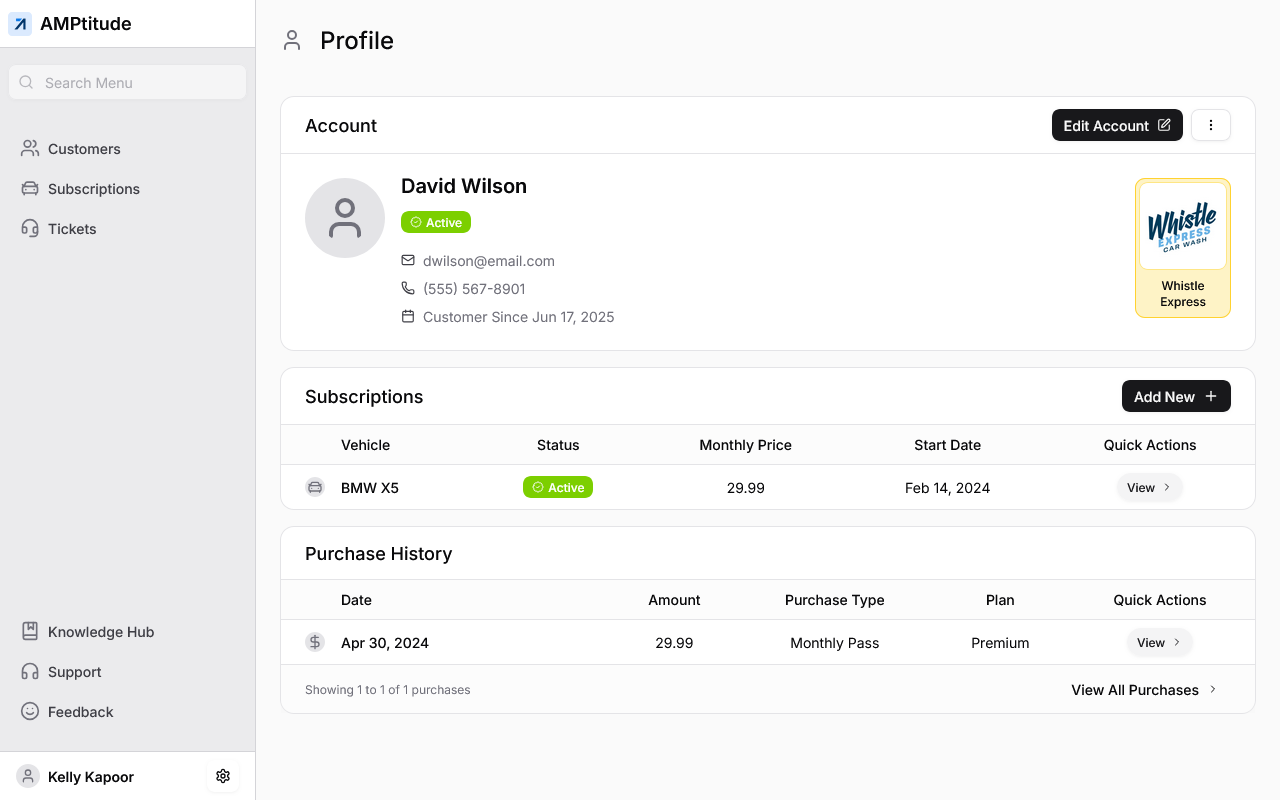 AMPtitude
Search Menu
Customers
Subscriptions
Tickets
Knowledge Hub
Support
Feedback
Kelly Kapoor
Profile
Account
Edit Account
David Wilson
Active
dwilson@email.com
(555) 567-8901
Customer Since Jun 17, 2025
Whistle
EXPRESS
CAR WASH
Whistle
Express
Subscriptions
Add New
Vehicle Status Monthly Price Start Date Quick Actions
BMW X5 Active 29.99 Feb 14, 2024 View
Purchase History
Date Amount Purchase Type Plan Quick Actions
Apr 30, 2024 29.99 Monthly Pass Premium View
Showing 1 to 1 of 1 purchases View All Purchases